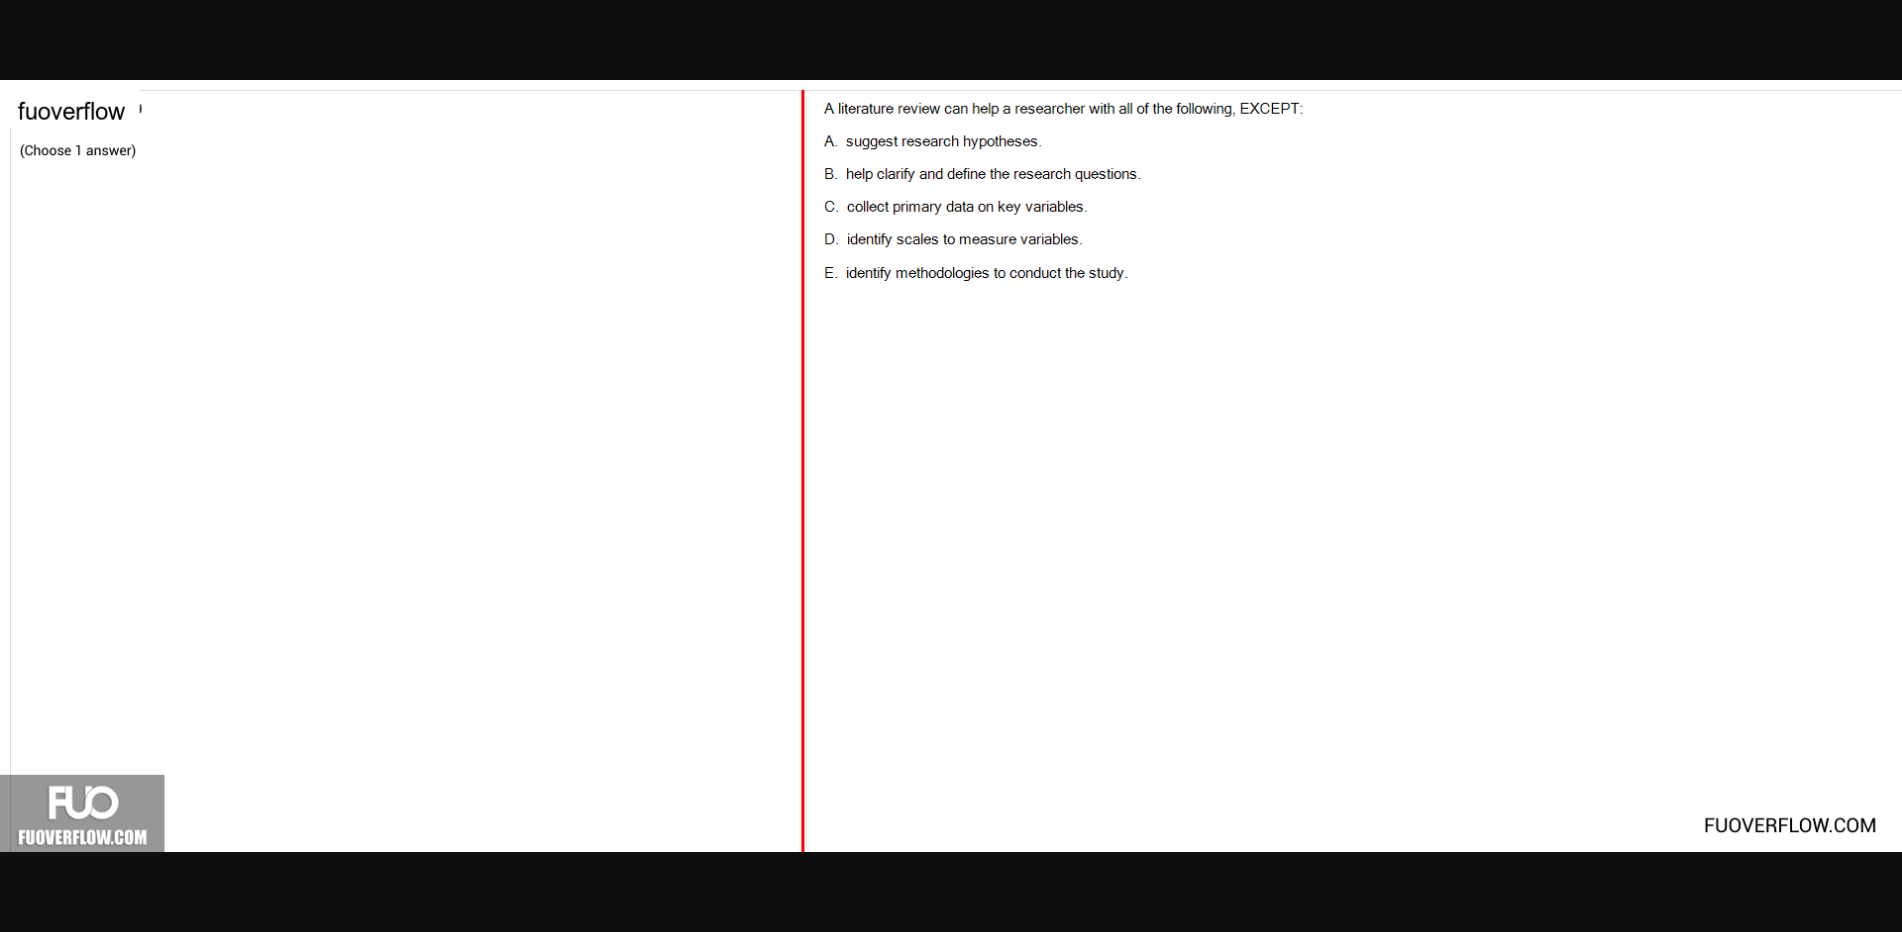 fuoverflow
(Choose 1 answer)
A literature review can help a researcher with all of the following, EXCEPT:
A. suggest research hypotheses.
B. help clarify and define the research questions.
C. collect primary data on key variables.
D. identify scales to measure variables.
E. identify methodologies to conduct the study.
FUO
FUOVERFLOW.COM
FUOVERFLOW.COM